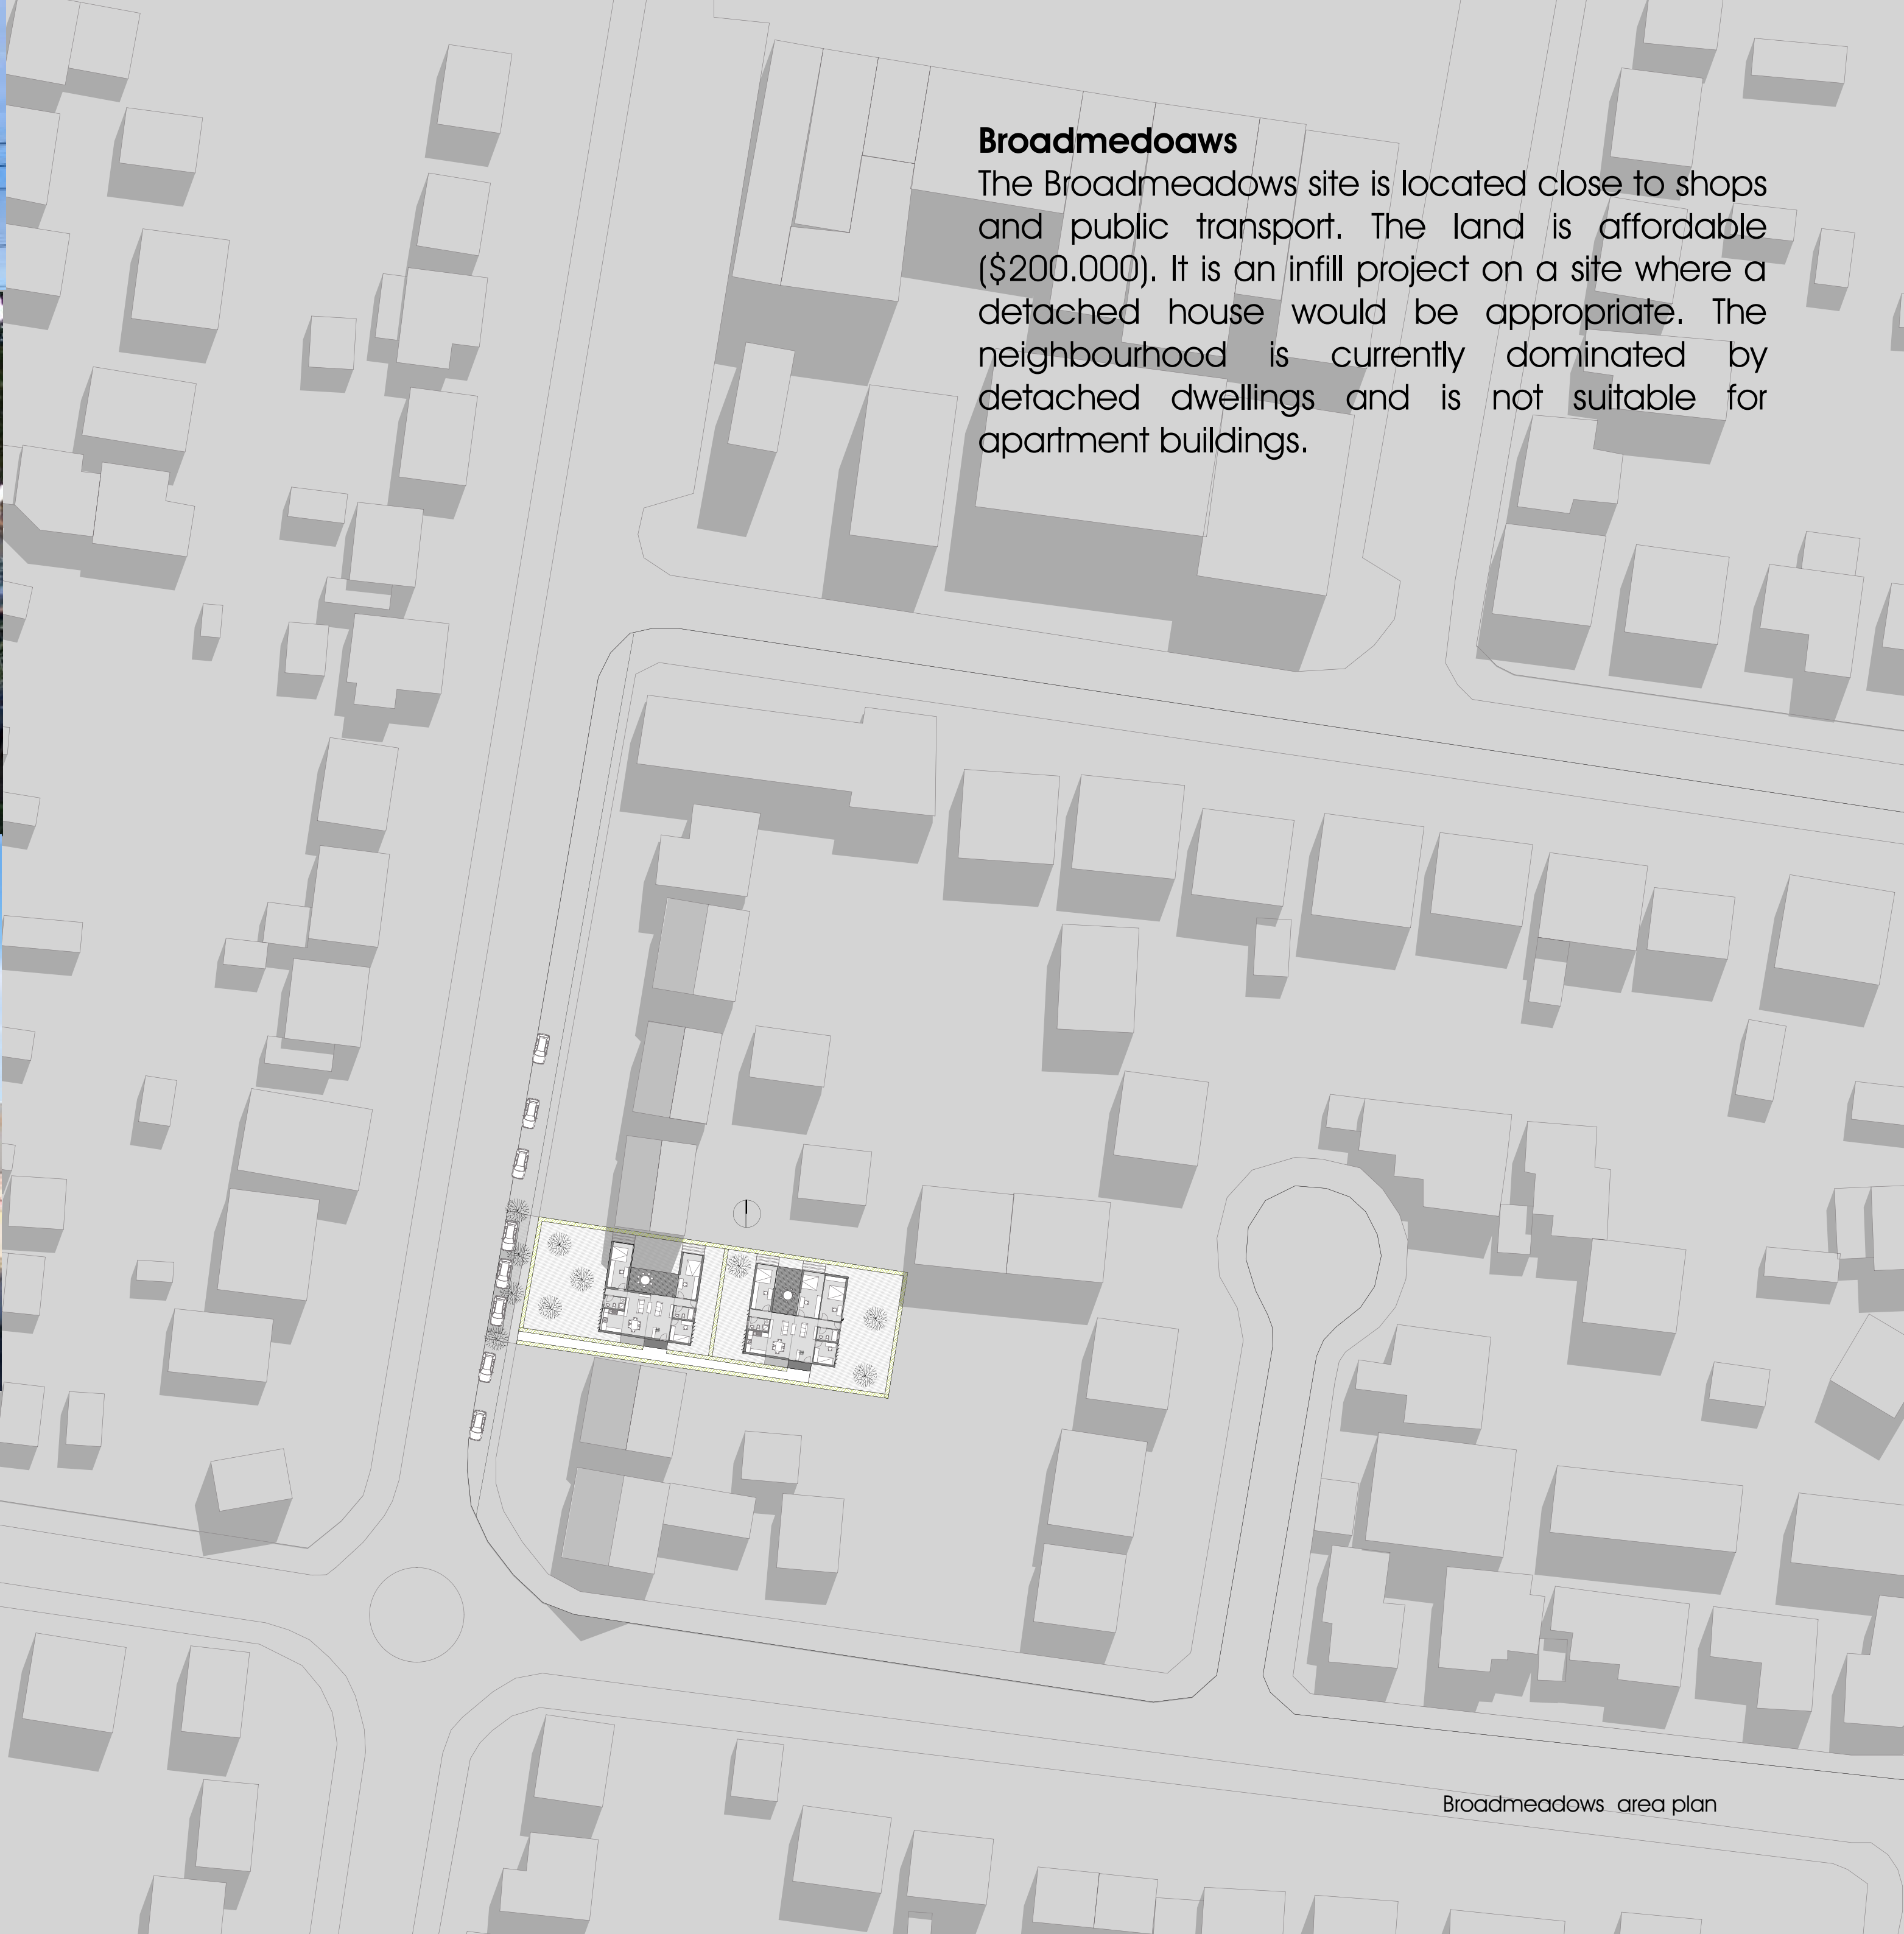 Broadmedoaws
The Broadmeadows site is located close to shops
and public transport. The land is affordable
($200.000). It is an infill project on a site where a
detached house would be appropriate. The
neighbourhood is currently dominated by
detached dwellings and is not suitable for
apartment buildings.
Broadmeadows area plan